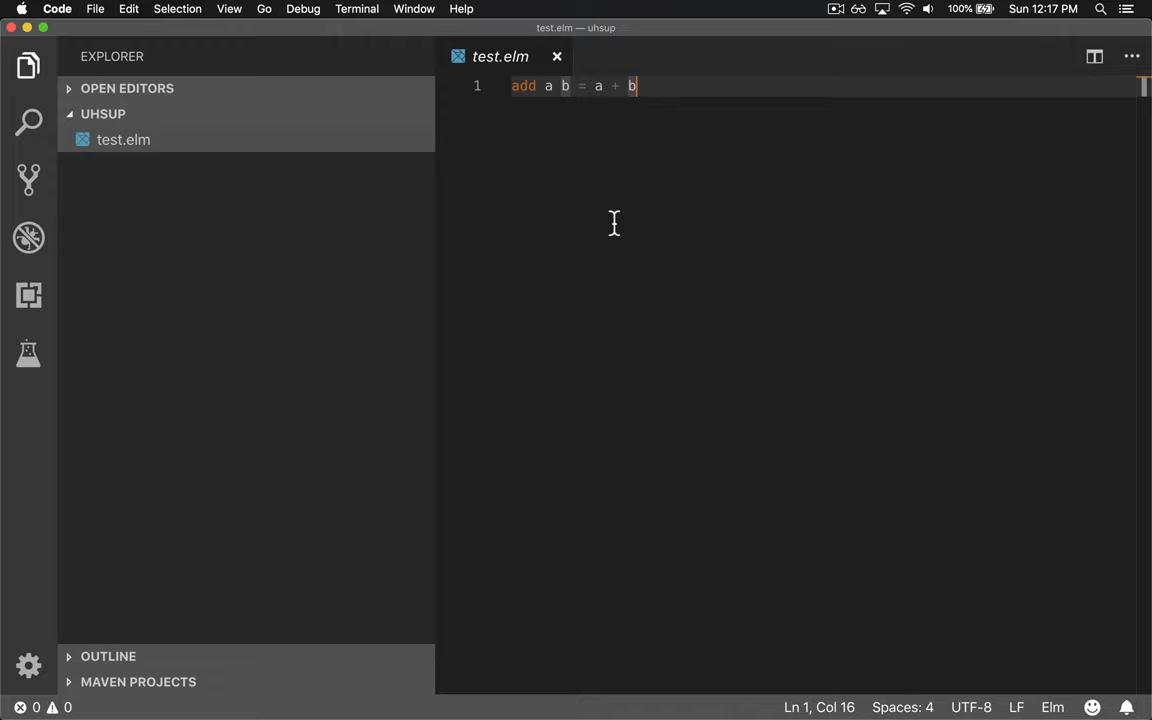 Code File Edit Selection View Go Debug Terminal Window Help 100% Sun 12:17 PM
test.elm — uhsup
EXPLORER
test.elm
OPEN EDITORS
1 add a b = a + b
UHSUP
test.elm
OUTLINE
MAVEN PROJECTS
0 0 Ln 1, Col 16 Spaces: 4 UTF-8 LF Elm